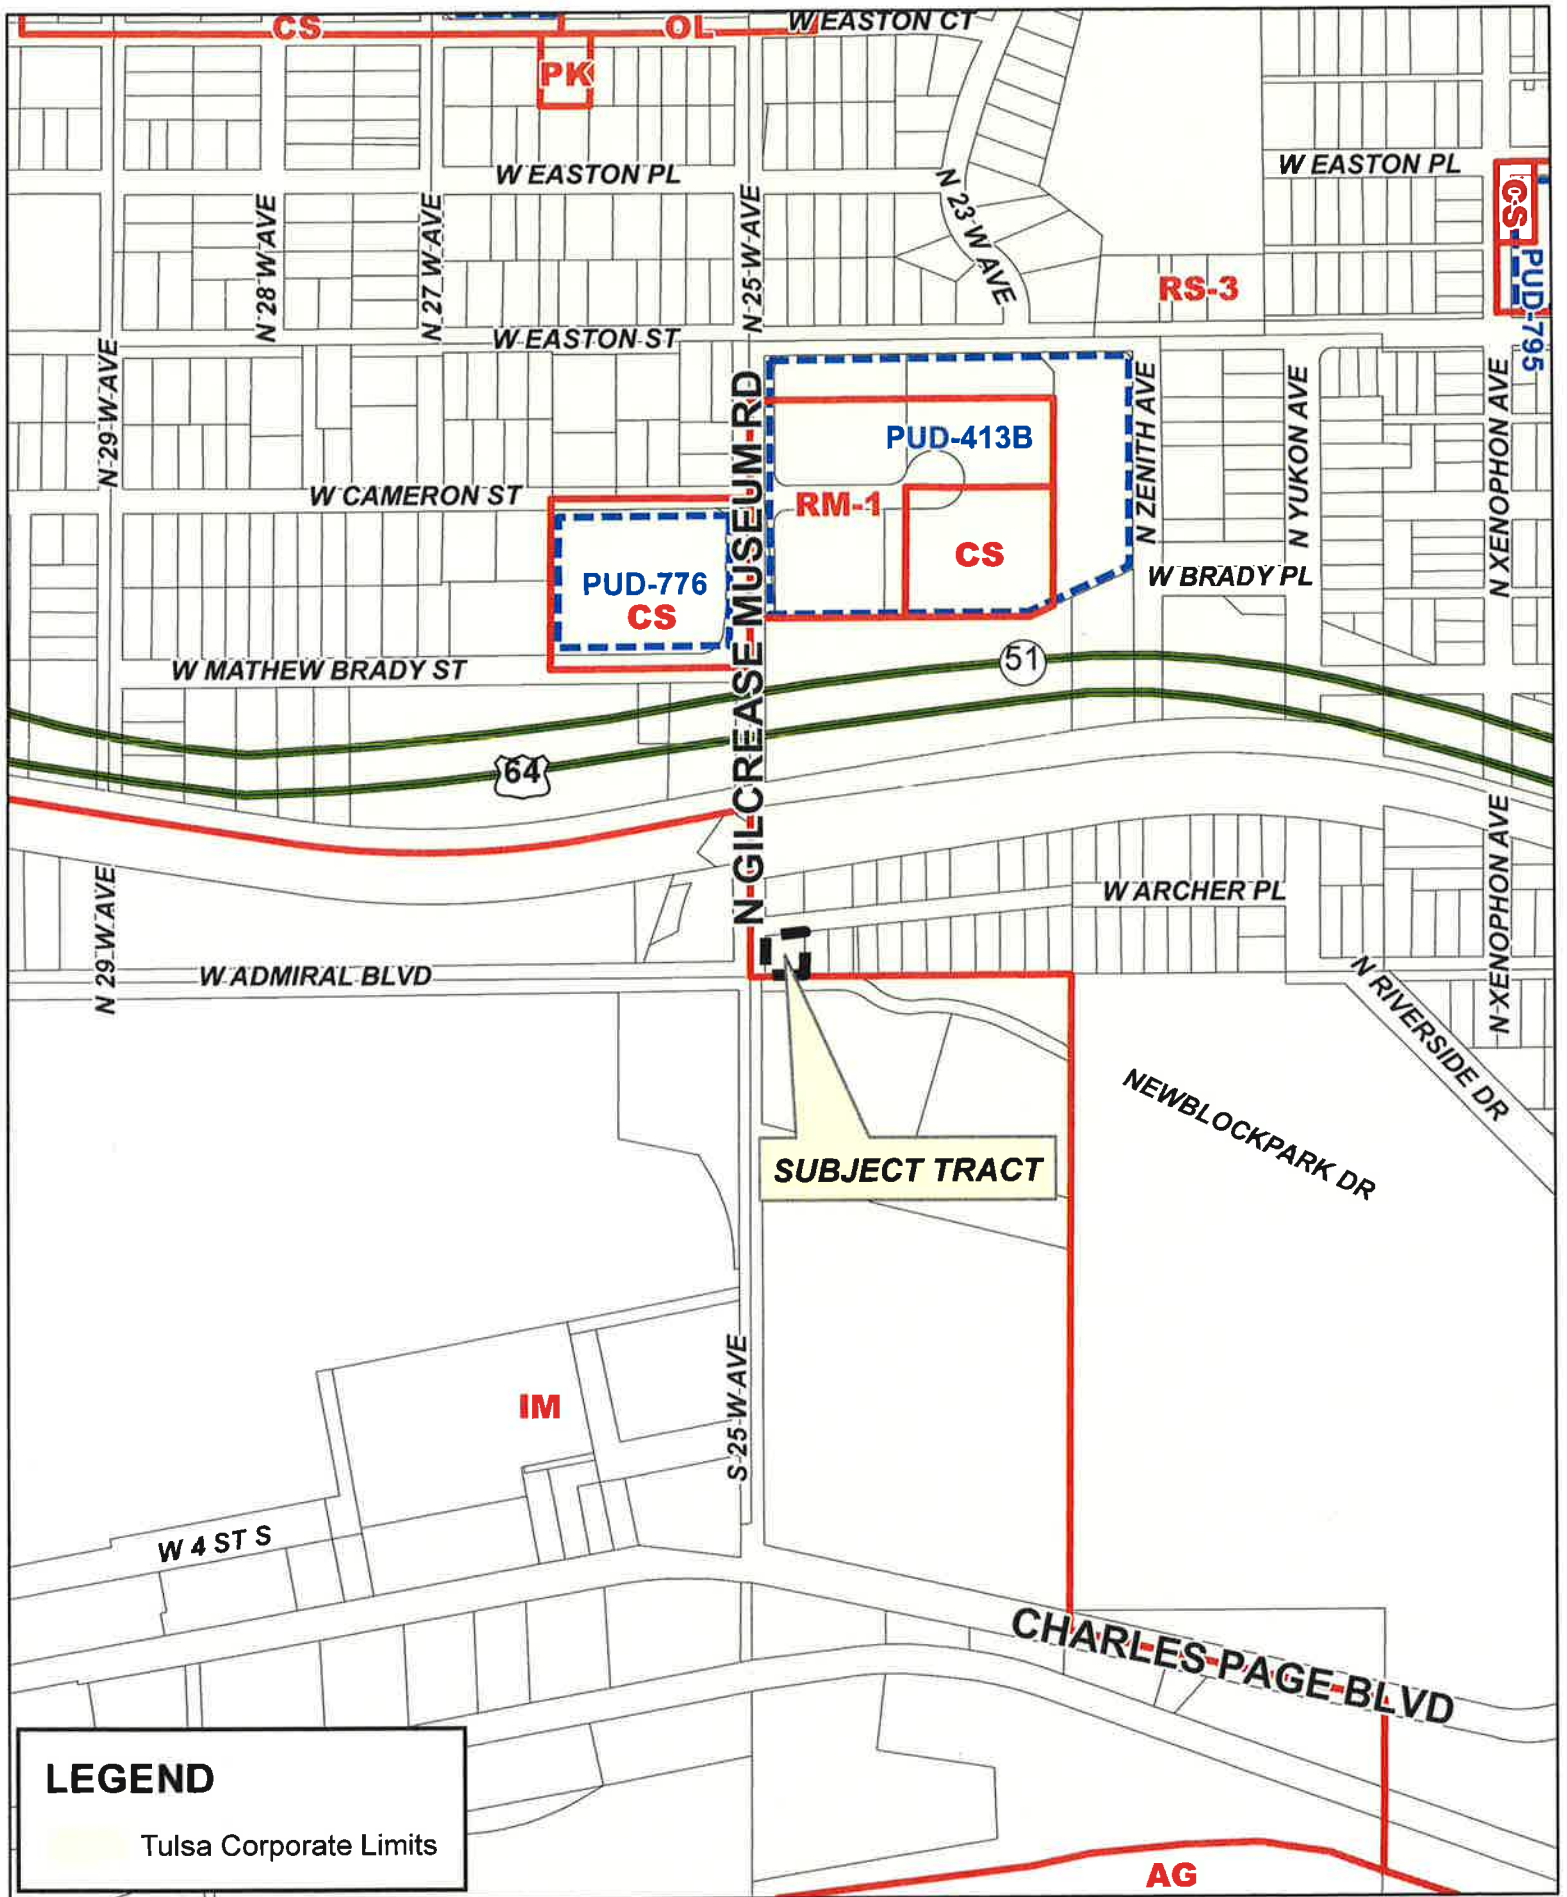 CS
OL
W EASTON CT
PK
W EASTON PL
W EASTON PL
N 28 W AVE
N 27 W AVE
N 25 W AVE
N 23 W AVE
RS-3
CS
PUD-795
W EASTON ST
N 29 W AVE
N GILCREASE MUSEUM RD
PUD-413B
RM-1
CS
N ZENITH AVE
N YUKON AVE
N XENOPHON AVE
W CAMERON ST
PUD-776
CS
W BRADY PL
W MATHEW BRADY ST
51
64
N 29 W AVE
W ARCHER PL
N XENOPHON AVE
W ADMIRAL BLVD
N RIVERSIDE DR
NEWBLOCKPARK DR
SUBJECT TRACT
S 25 W AVE
IM
W 4 ST S
CHARLES PAGE BLVD
LEGEND
Tulsa Corporate Limits
AG